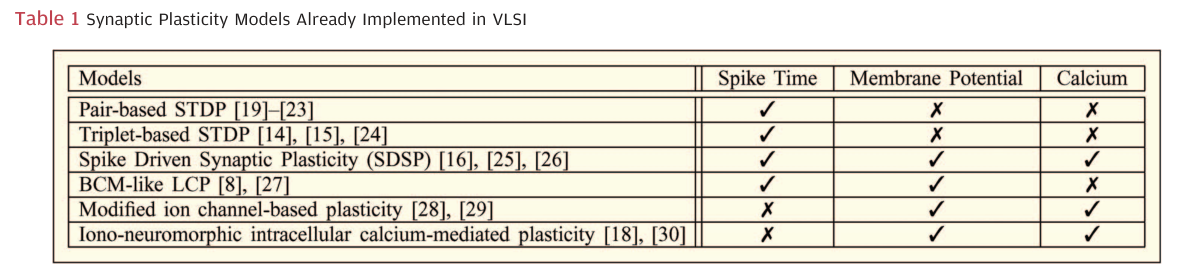 Table 1 Synaptic Plasticity Models Already Implemented in VLSI
Models Spike Time Membrane Potential Calcium
Pair-based STDP [19]–[23] ✓ ✗ ✗
Triplet-based STDP [14], [15], [24] ✓ ✗ ✗
Spike Driven Synaptic Plasticity (SDSP) [16], [25], [26] ✓ ✓ ✓
BCM-like LCP [8], [27] ✓ ✓ ✗
Modified ion channel-based plasticity [28], [29] ✗ ✓ ✓
Iono-neuromorphic intracellular calcium-mediated plasticity [18], [30] ✗ ✓ ✓